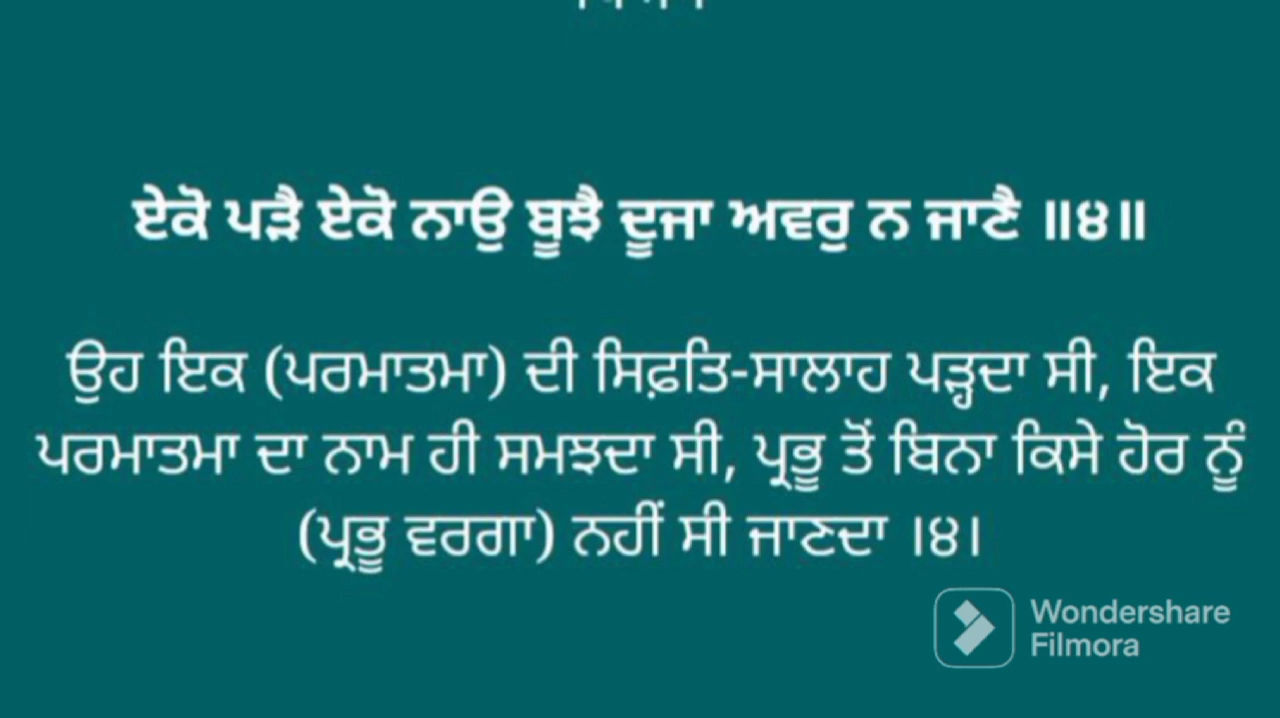 ਏਕੋ ਪੜੈ ਏਕੋ ਨਾਉ ਬੂਝੈ ਦੂਜਾ ਅਵਰੁ ਨ ਜਾਣੈ ॥੪॥
ਉਹ ਇਕ (ਪਰਮਾਤਮਾ) ਦੀ ਸਿਫ਼ਤਿ-ਸਾਲਾਹ ਪੜ੍ਹਦਾ ਸੀ, ਇਕ
ਪਰਮਾਤਮਾ ਦਾ ਨਾਮ ਹੀ ਸਮਝਦਾ ਸੀ, ਪ੍ਰਭੂ ਤੋਂ ਬਿਨਾ ਕਿਸੇ ਹੋਰ ਨੂੰ
(ਪ੍ਰਭੂ ਵਰਗਾ) ਨਹੀਂ ਸੀ ਜਾਣਦਾ ।੪।
Wondershare
Filmora